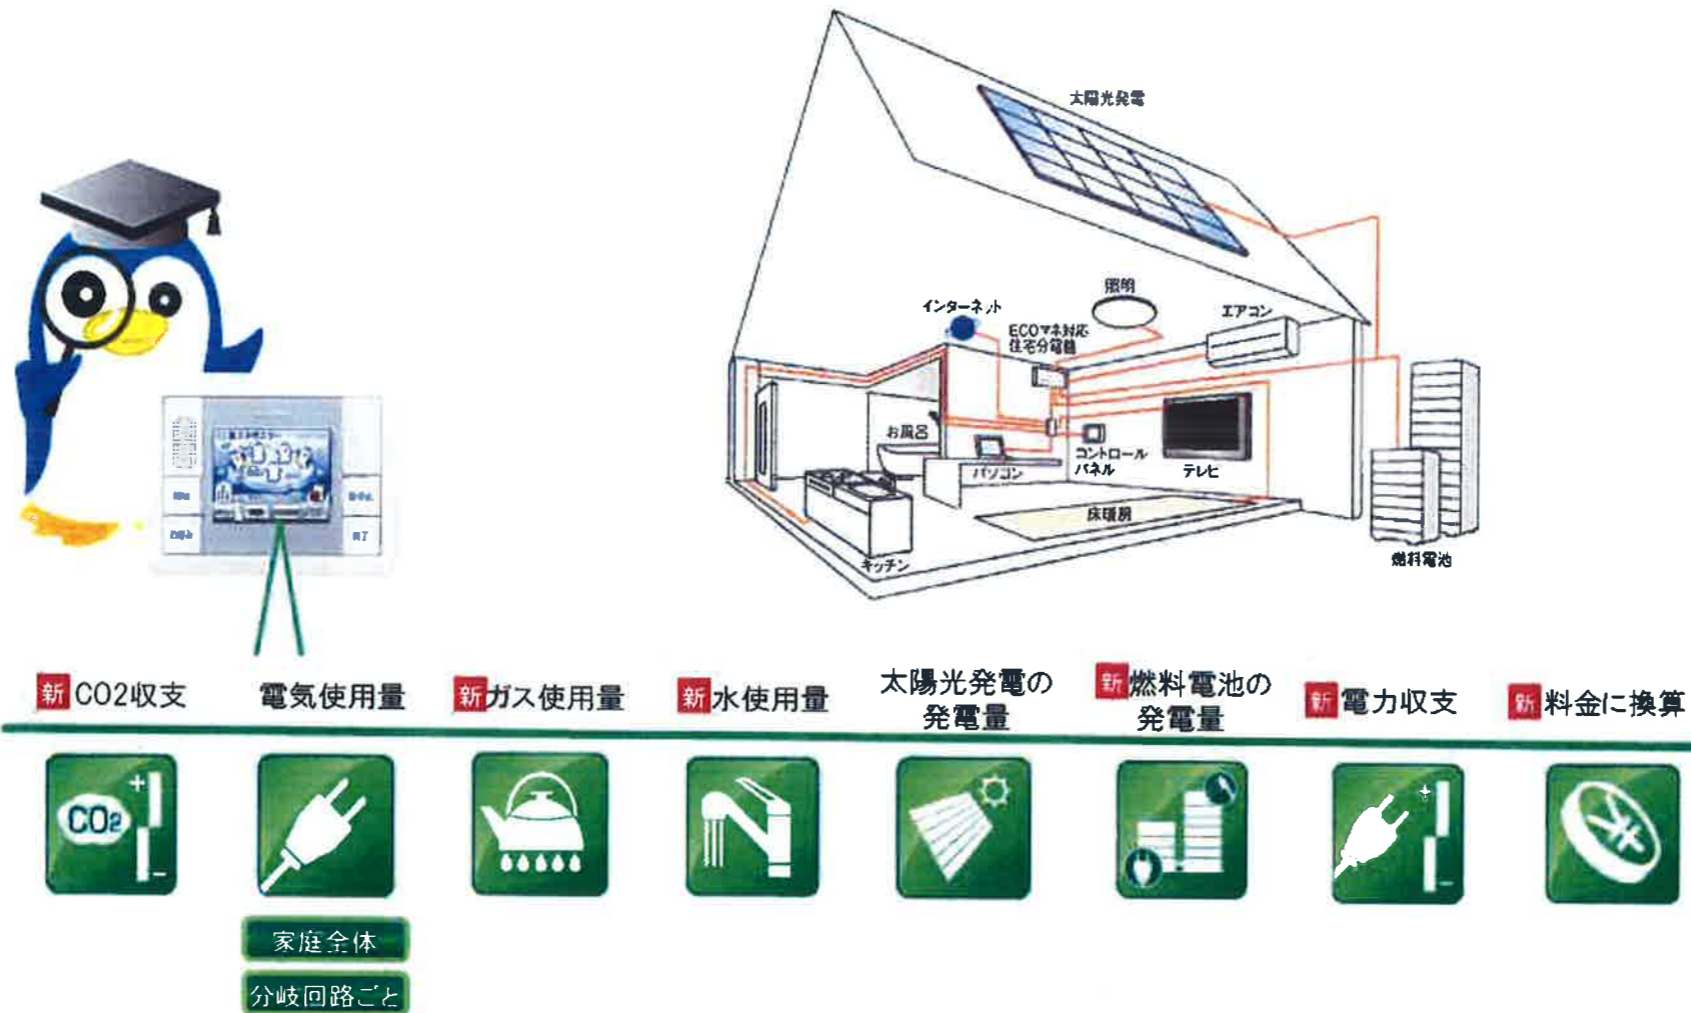 太陽光発電
照明
インターネット
エアコン
ECOマネ対応
住宅分電盤
お風呂
コントロール
パネル
パソコン
テレビ
床暖房
キッチン
燃料電池
新 CO2収支
電気使用量
新 ガス使用量
新 水使用量
太陽光発電の
発電量
新 燃料電池の
発電量
新 電力収支
新 料金に換算
CO2
+
-
+
-
家庭全体
分岐回路ごと